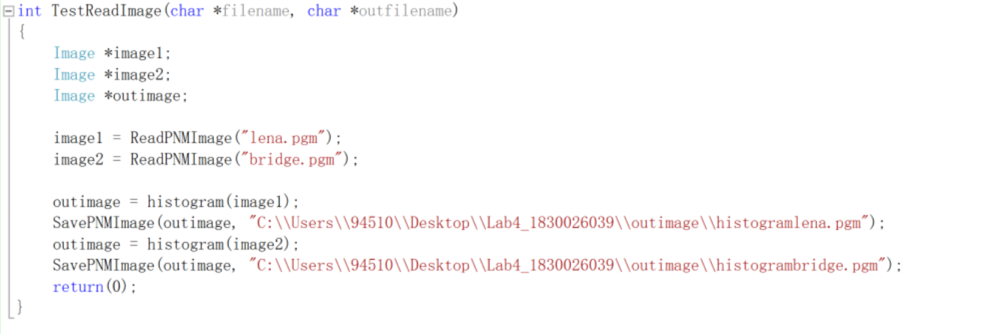 int TestReadImage(char *filename, char *outfilename)
{
    Image *image1;
    Image *image2;
    Image *outimage;

    image1 = ReadPNMImage("lena.pgm");
    image2 = ReadPNMImage("bridge.pgm");

    outimage = histogram(image1);
    SavePNMImage(outimage, "C:\\Users\\94510\\Desktop\\Lab4_1830026039\\outimage\\histogramlena.pgm");
    outimage = histogram(image2);
    SavePNMImage(outimage, "C:\\Users\\94510\\Desktop\\Lab4_1830026039\\outimage\\histogrambridge.pgm");
    return(0);
}